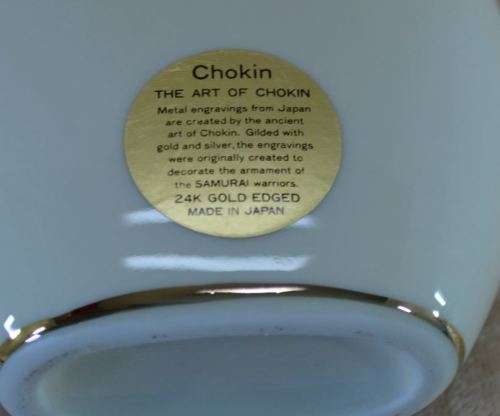 Chokin
THE ART OF CHOKIN
Metal engravings from Japan
are created by the ancient
art of Chokin. Gilded with
gold and silver, the engravings
were originally created to
decorate the armament of
the SAMURAI warriors.
24K GOLD EDGED
MADE IN JAPAN